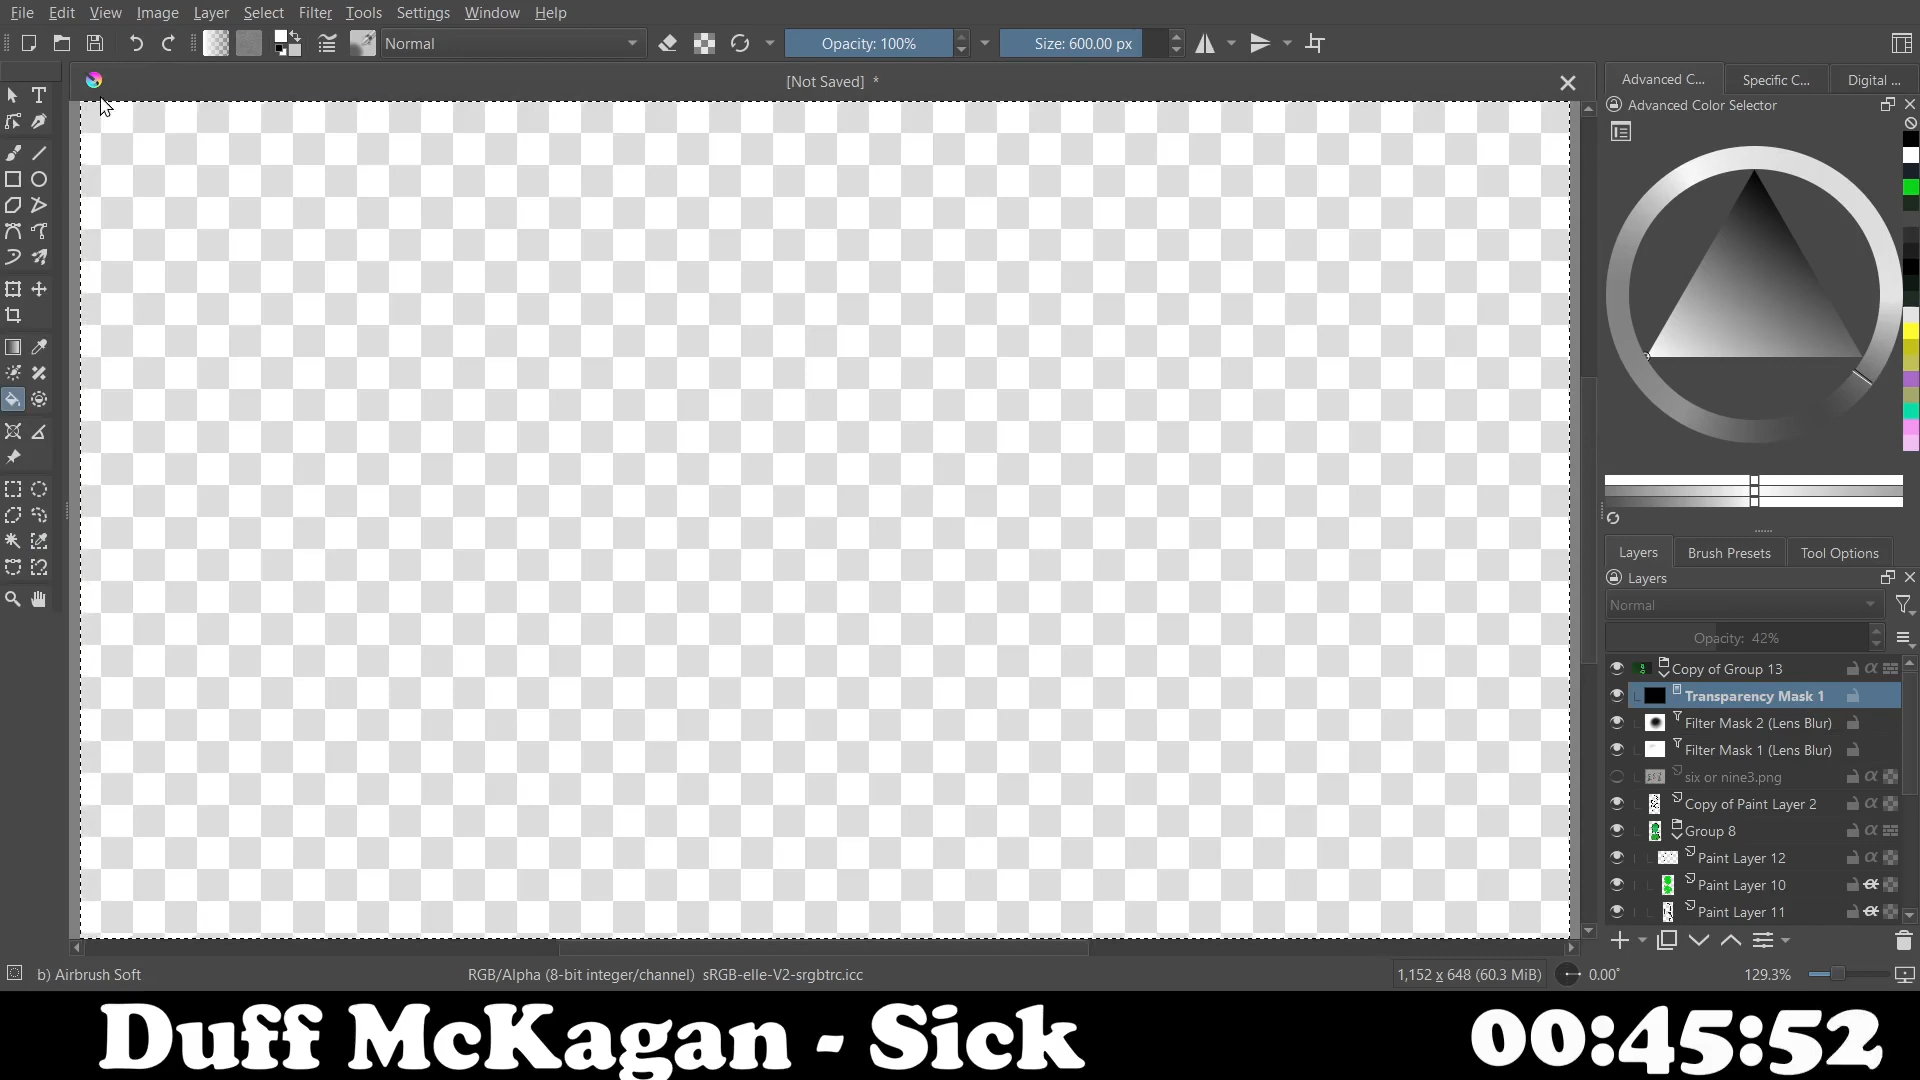 File Edit View Image Layer Select Filter Tools Settings Window Help
Normal
Opacity: 100%
Size: 600.00 px
[Not Saved] *
Advanced C...
Specific C...
Digital ...
Advanced Color Selector
Layers
Brush Presets
Tool Options
Layers
Normal
Opacity: 42%
Copy of Group 13
Transparency Mask 1
Filter Mask 2 (Lens Blur)
Filter Mask 1 (Lens Blur)
six or nine3.png
Copy of Paint Layer 2
Group 8
Paint Layer 12
Paint Layer 10
Paint Layer 11
b) Airbrush Soft
RGB/Alpha (8-bit integer/channel) sRGB-elle-V2-srgbtrc.icc
1,152 x 648 (60.3 MiB)
0.00°
129.3%
Duff McKagan - Sick
00:45:52